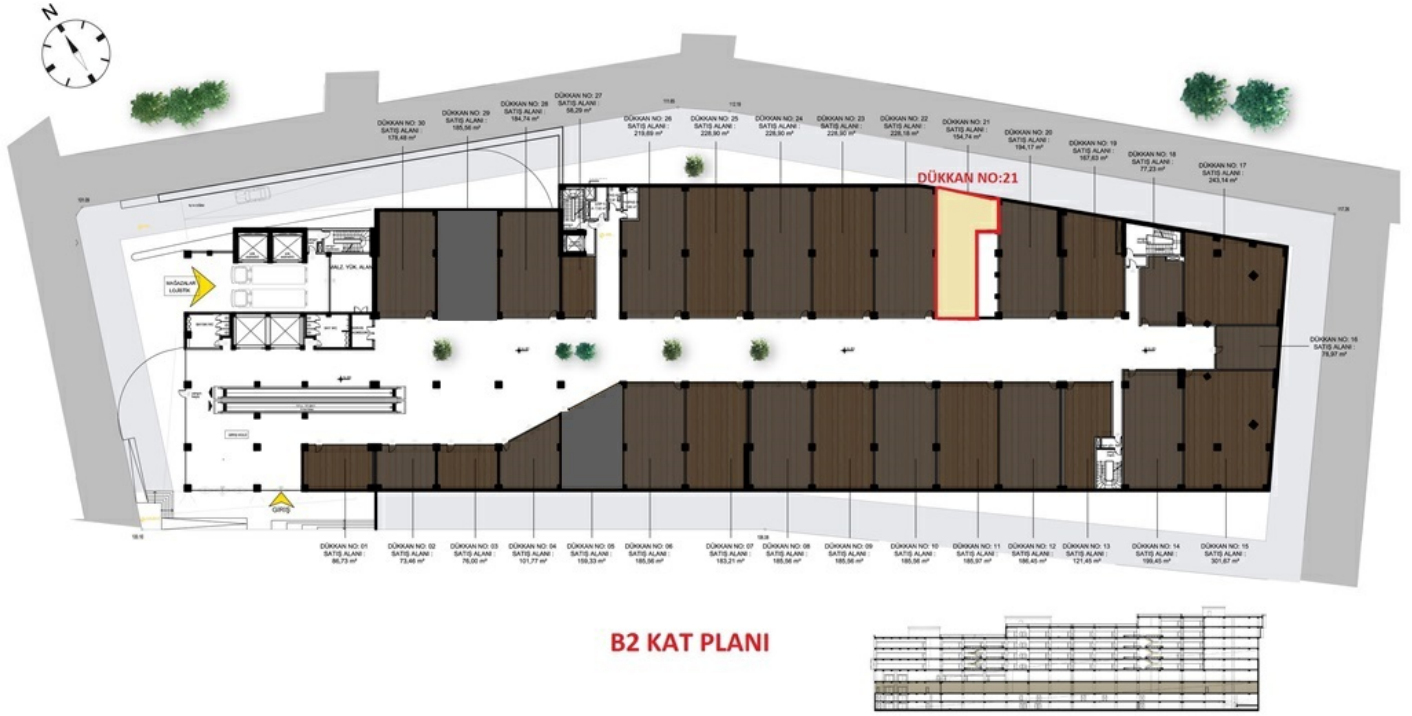 N
DÜKKAN NO: 30
SATIŞ ALANI :
178,48 m²
DÜKKAN NO: 29
SATIŞ ALANI :
185,56 m²
DÜKKAN NO: 28
SATIŞ ALANI :
184,74 m²
DÜKKAN NO: 27
SATIŞ ALANI :
58,29 m²
DÜKKAN NO: 26
SATIŞ ALANI :
219,69 m²
DÜKKAN NO: 25
SATIŞ ALANI :
228,90 m²
DÜKKAN NO: 24
SATIŞ ALANI :
228,90 m²
DÜKKAN NO: 23
SATIŞ ALANI :
228,90 m²
DÜKKAN NO: 22
SATIŞ ALANI :
228,18 m²
DÜKKAN NO: 21
SATIŞ ALANI :
154,74 m²
DÜKKAN NO: 20
SATIŞ ALANI :
194,17 m²
DÜKKAN NO: 19
SATIŞ ALANI :
167,63 m²
DÜKKAN NO: 18
SATIŞ ALANI :
77,23 m²
DÜKKAN NO: 17
SATIŞ ALANI :
243,14 m²
DÜKKAN NO:21
MALZ. YÜK. ALANI
MAĞAZALAR
LOJİSTİK
DÜKKAN NO: 16
SATIŞ ALANI :
78,97 m²
GİRİŞ
DÜKKAN NO: 01
SATIŞ ALANI :
86,73 m²
DÜKKAN NO: 02
SATIŞ ALANI :
73,46 m²
DÜKKAN NO: 03
SATIŞ ALANI :
76,00 m²
DÜKKAN NO: 04
SATIŞ ALANI :
101,77 m²
DÜKKAN NO: 05
SATIŞ ALANI :
159,33 m²
DÜKKAN NO: 06
SATIŞ ALANI :
185,56 m²
DÜKKAN NO: 07
SATIŞ ALANI :
183,21 m²
DÜKKAN NO: 08
SATIŞ ALANI :
185,56 m²
DÜKKAN NO: 09
SATIŞ ALANI :
185,56 m²
DÜKKAN NO: 10
SATIŞ ALANI :
185,56 m²
DÜKKAN NO: 11
SATIŞ ALANI :
185,97 m²
DÜKKAN NO: 12
SATIŞ ALANI :
186,45 m²
DÜKKAN NO: 13
SATIŞ ALANI :
121,45 m²
DÜKKAN NO: 14
SATIŞ ALANI :
199,45 m²
DÜKKAN NO: 15
SATIŞ ALANI :
301,67 m²
B2 KAT PLANI